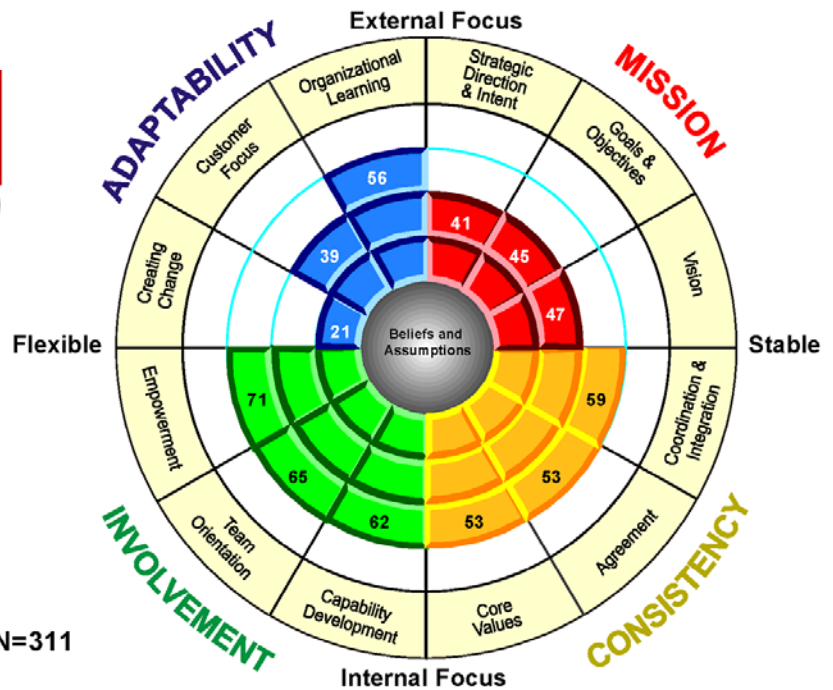 External Focus
ADAPTABILITY
MISSION
Organizational
Learning
Strategic
Direction
& Intent
Customer
Focus
Goals &
Objectives
Creating
Change
Vision
56
41
39
45
21
47
Beliefs and
Assumptions
Flexible
Stable
Empowerment
Coordination &
Integration
71
59
65
53
62
53
Team
Orientation
Agreement
Capability
Development
Core
Values
INVOLVEMENT
CONSISTENCY
N=311
Internal Focus